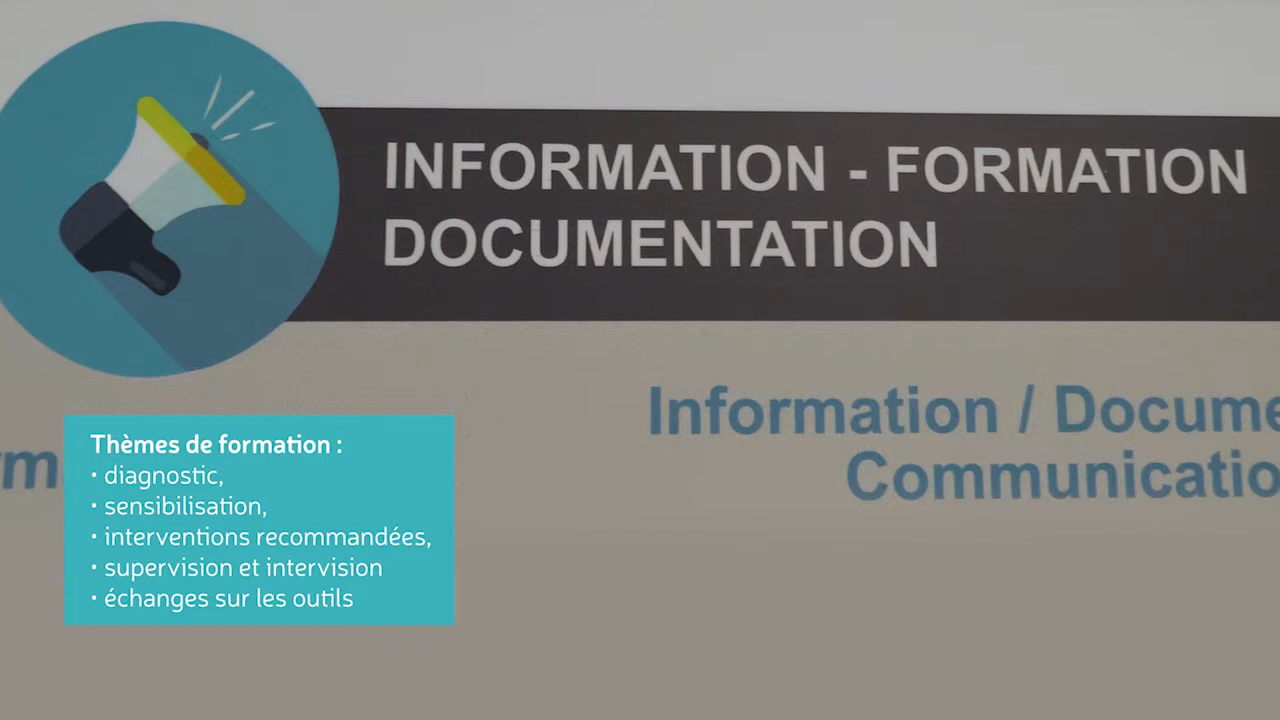 INFORMATION - FORMATION
DOCUMENTATION
Information / Docume
Communicatio
rm
Thèmes de formation :
• diagnostic,
• sensibilisation,
• interventions recommandées,
• supervision et intervision
• échanges sur les outils